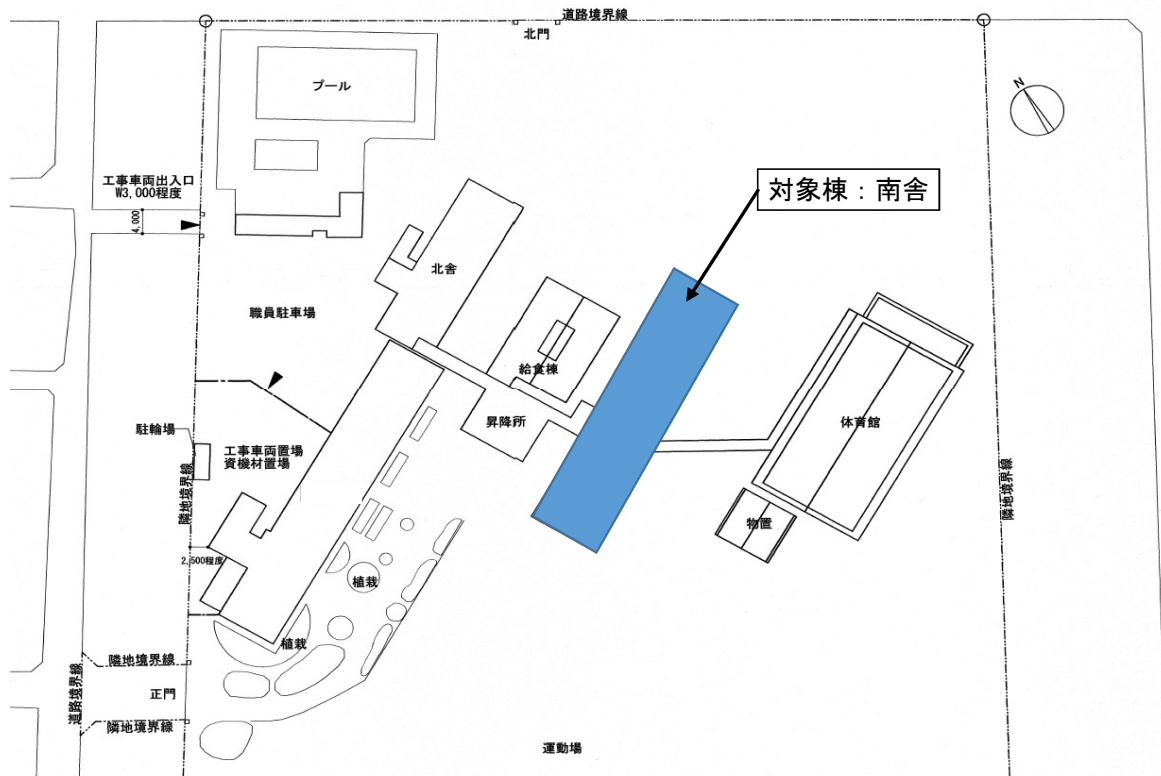 道路境界線
北門
プール
N
工事車両出入口
W3,000程度
4,000
対象棟：南舎
北舎
職員駐車場
給食棟
昇降所
体育館
駐輪場
工事車両置場
資機材置場
隣地境界線
隣地境界線
物置
2,500程度
植栽
植栽
隣地境界線
道路境界線
正門
隣地境界線
運動場